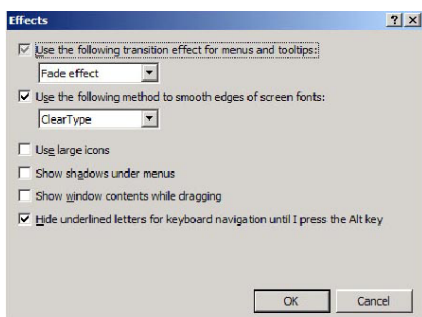 Effects
Use the following transition effect for menus and tooltips:
Fade effect
Use the following method to smooth edges of screen fonts:
ClearType
Use large icons
Show shadows under menus
Show window contents while dragging
Hide underlined letters for keyboard navigation until I press the Alt key
OK Cancel